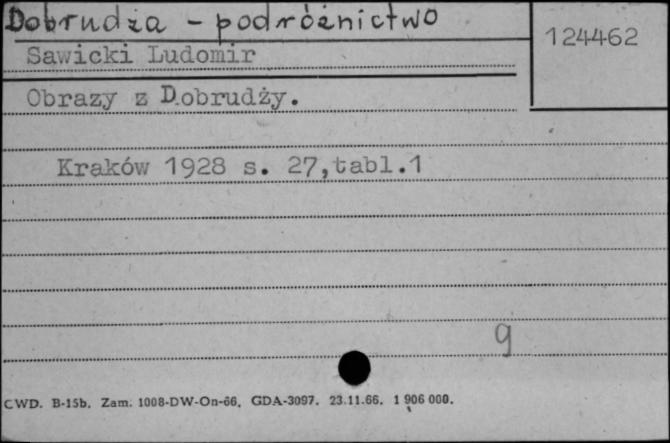 Dobrudża - podróżnictwo
124462
Sawicki Ludomir
Obrazy z Dobrudży.
Kraków 1928 s. 27,tabl.1
9
CWD. B-15b. Zam. 1008-DW-On-66. GDA-3097. 23.11.66. 1 906 000.